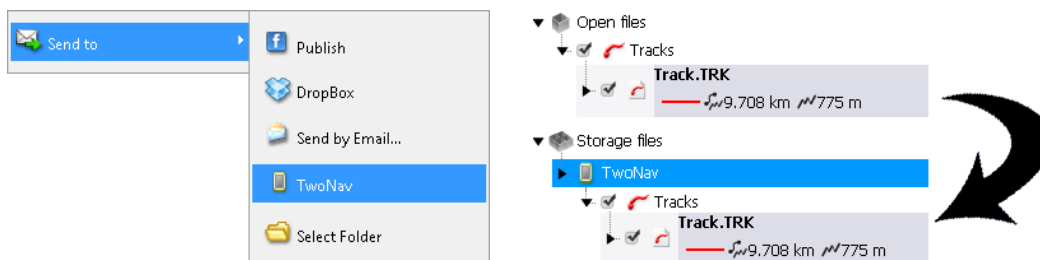 Send to
Publish
DropBox
Send by Email...
TwoNav
Select Folder
Open files
Tracks
Track.TRK
9.708 km 775 m
Storage files
TwoNav
Tracks
Track.TRK
9.708 km 775 m